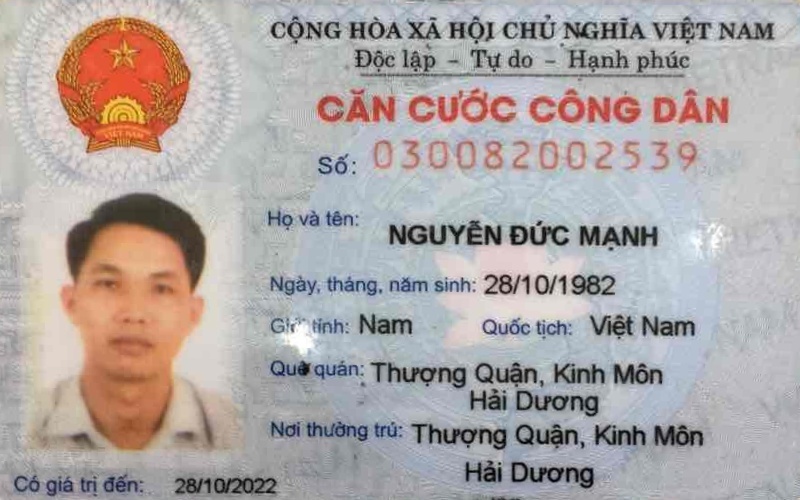 CỘNG HÒA XÃ HỘI CHỦ NGHĨA VIỆT NAM
Độc lập - Tự do - Hạnh phúc
CĂN CƯỚC CÔNG DÂN
Số: 030082002539
Họ và tên:
NGUYỄN ĐỨC MẠNH
Ngày, tháng, năm sinh: 28/10/1982
Giới tính: Nam Quốc tịch: Việt Nam
Quê quán: Thượng Quận, Kinh Môn
Hải Dương
Nơi thường trú: Thượng Quận, Kinh Môn
Hải Dương
Có giá trị đến: 28/10/2022
VIỆT NAM